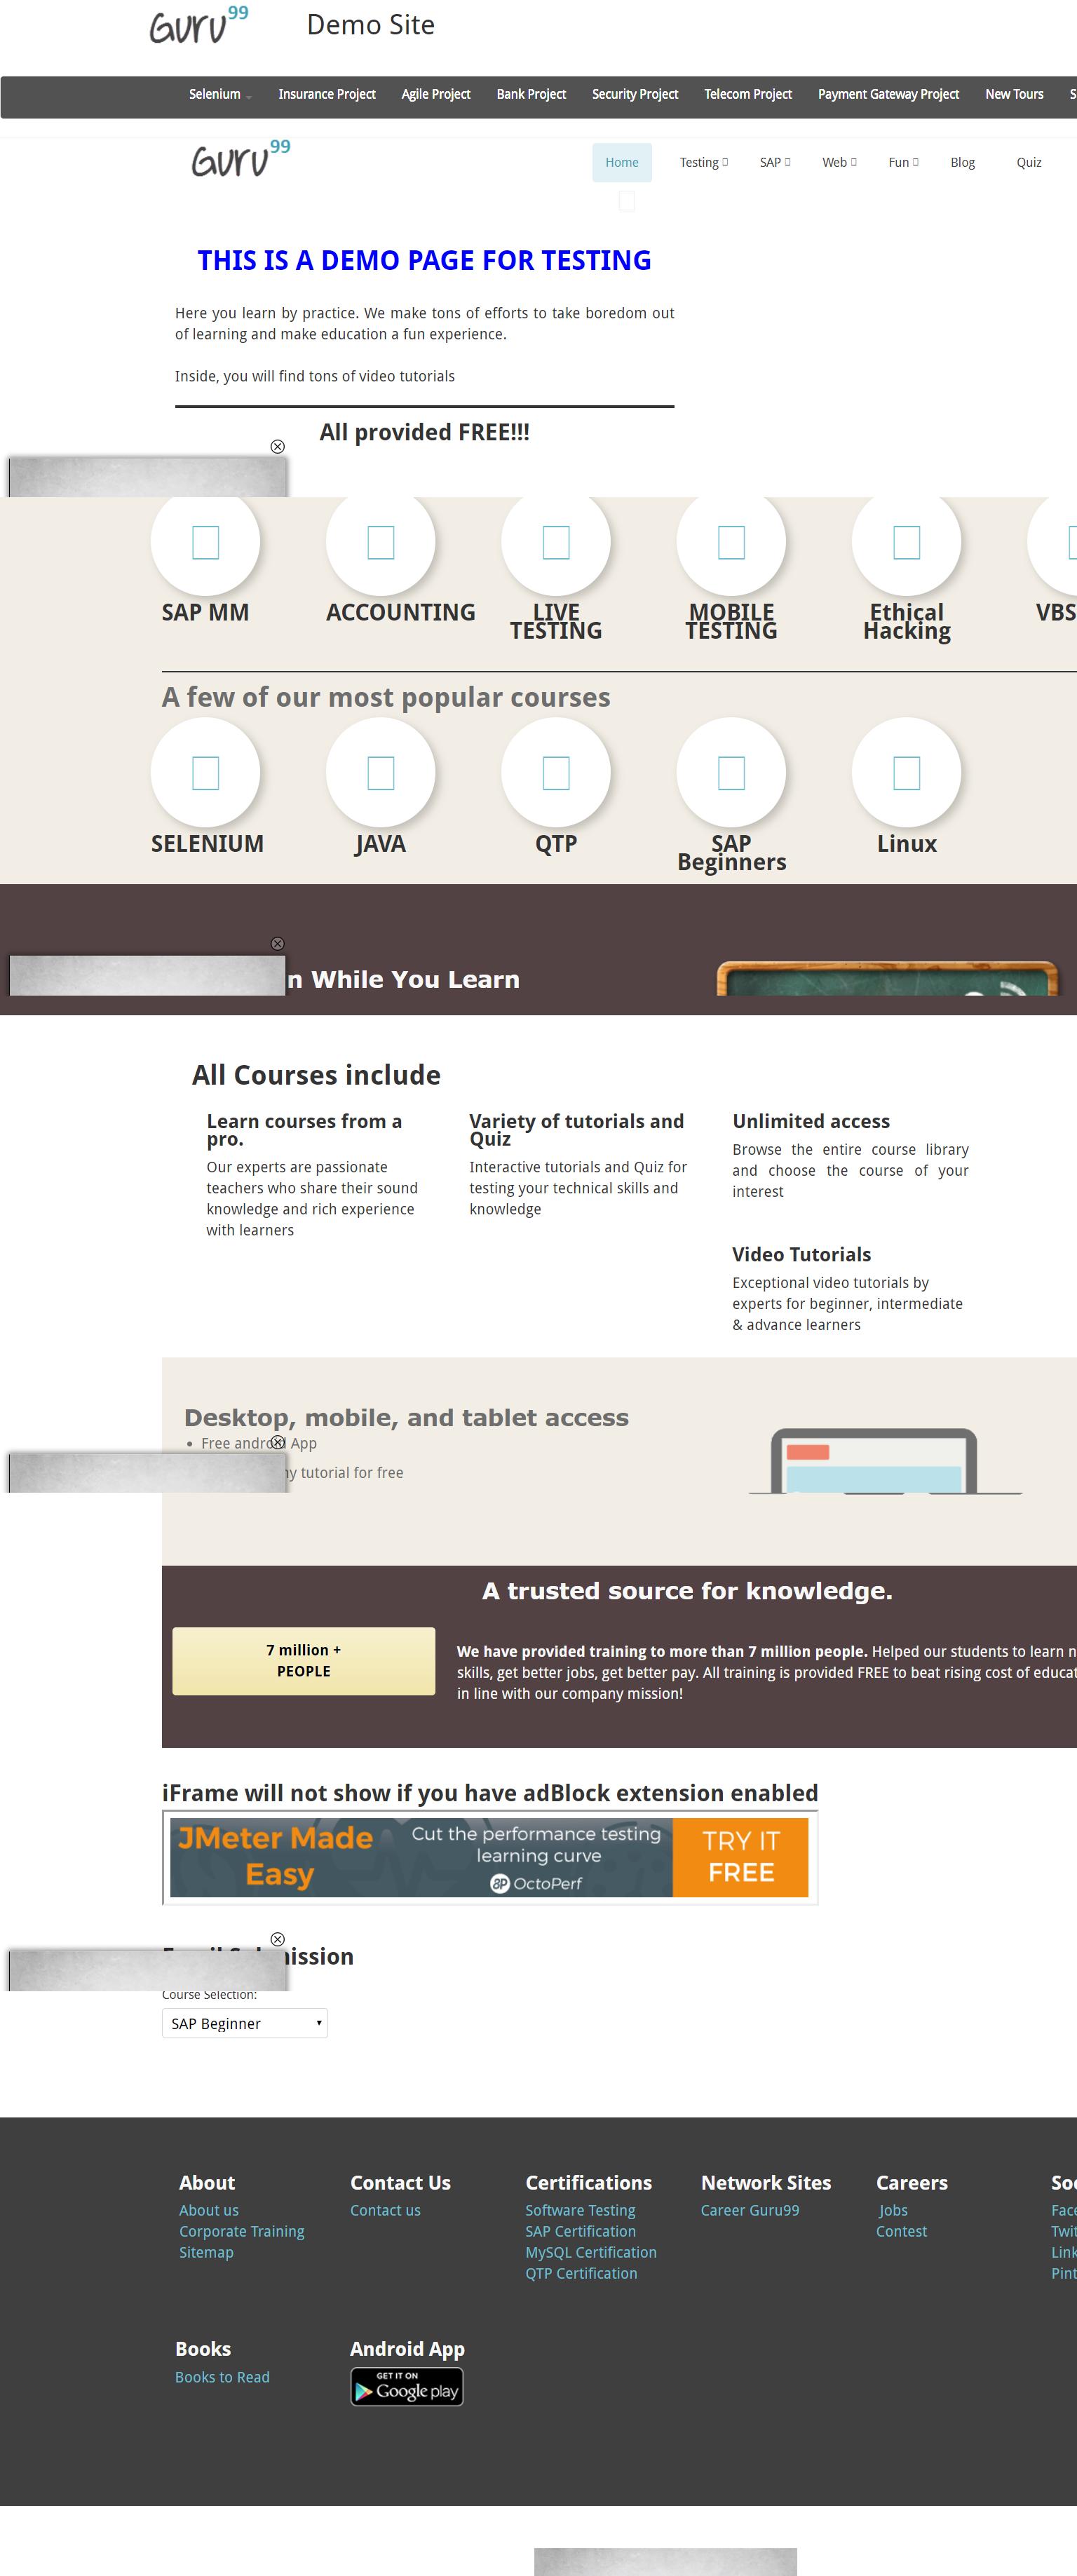 Guru99
Demo Site
Selenium Insurance Project Agile Project Bank Project Security Project Telecom Project Payment Gateway Project New Tours
Guru99
Home Testing SAP Web Fun Blog Quiz
THIS IS A DEMO PAGE FOR TESTING
Here you learn by practice. We make tons of efforts to take boredom out
of learning and make education a fun experience.
Inside, you will find tons of video tutorials
All provided FREE!!!
SAP MM
ACCOUNTING
LIVE
TESTING
MOBILE
TESTING
Ethical
Hacking
VBS
A few of our most popular courses
SELENIUM
JAVA
QTP
SAP
Beginners
Linux
n While You Learn
All Courses include
Learn courses from a
pro.
Our experts are passionate
teachers who share their sound
knowledge and rich experience
with learners
Variety of tutorials and
Quiz
Interactive tutorials and Quiz for
testing your technical skills and
knowledge
Unlimited access
Browse the entire course library
and choose the course of your
interest
Video Tutorials
Exceptional video tutorials by
experts for beginner, intermediate
& advance learners
Desktop, mobile, and tablet access
• Free android App
ny tutorial for free
A trusted source for knowledge.
7 million +
PEOPLE
We have provided training to more than 7 million people. Helped our students to learn n
skills, get better jobs, get better pay. All training is provided FREE to beat rising cost of educat
in line with our company mission!
iFrame will not show if you have adBlock extension enabled
JMeter Made
Easy
Cut the performance testing
learning curve
OctoPerf
TRY IT
FREE
Email Submission
Course Selection:
SAP Beginner
About
About us
Corporate Training
Sitemap
Contact Us
Contact us
Certifications
Software Testing
SAP Certification
MySQL Certification
QTP Certification
Network Sites
Career Guru99
Careers
Jobs
Contest
Soc
Face
Twit
Link
Pint
Books
Books to Read
Android App
GET IT ON
Google play